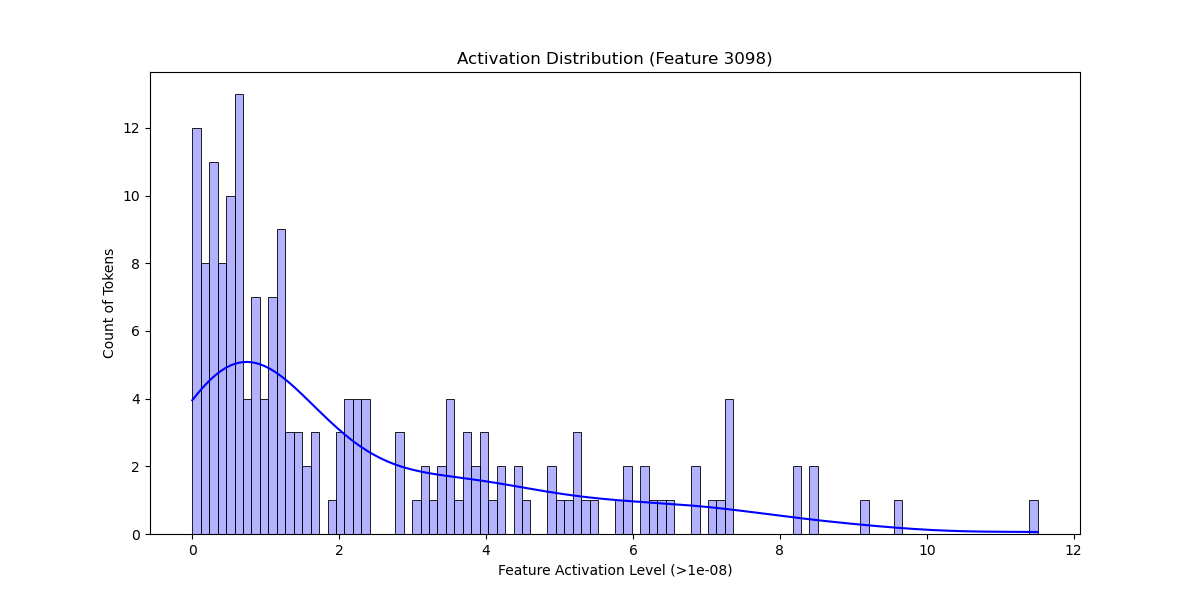 Activation Distribution (Feature 3098)
12
10
8
6
4
2
0
Count of Tokens
0 2 4 6 8 10 12
Feature Activation Level (>1e-08)